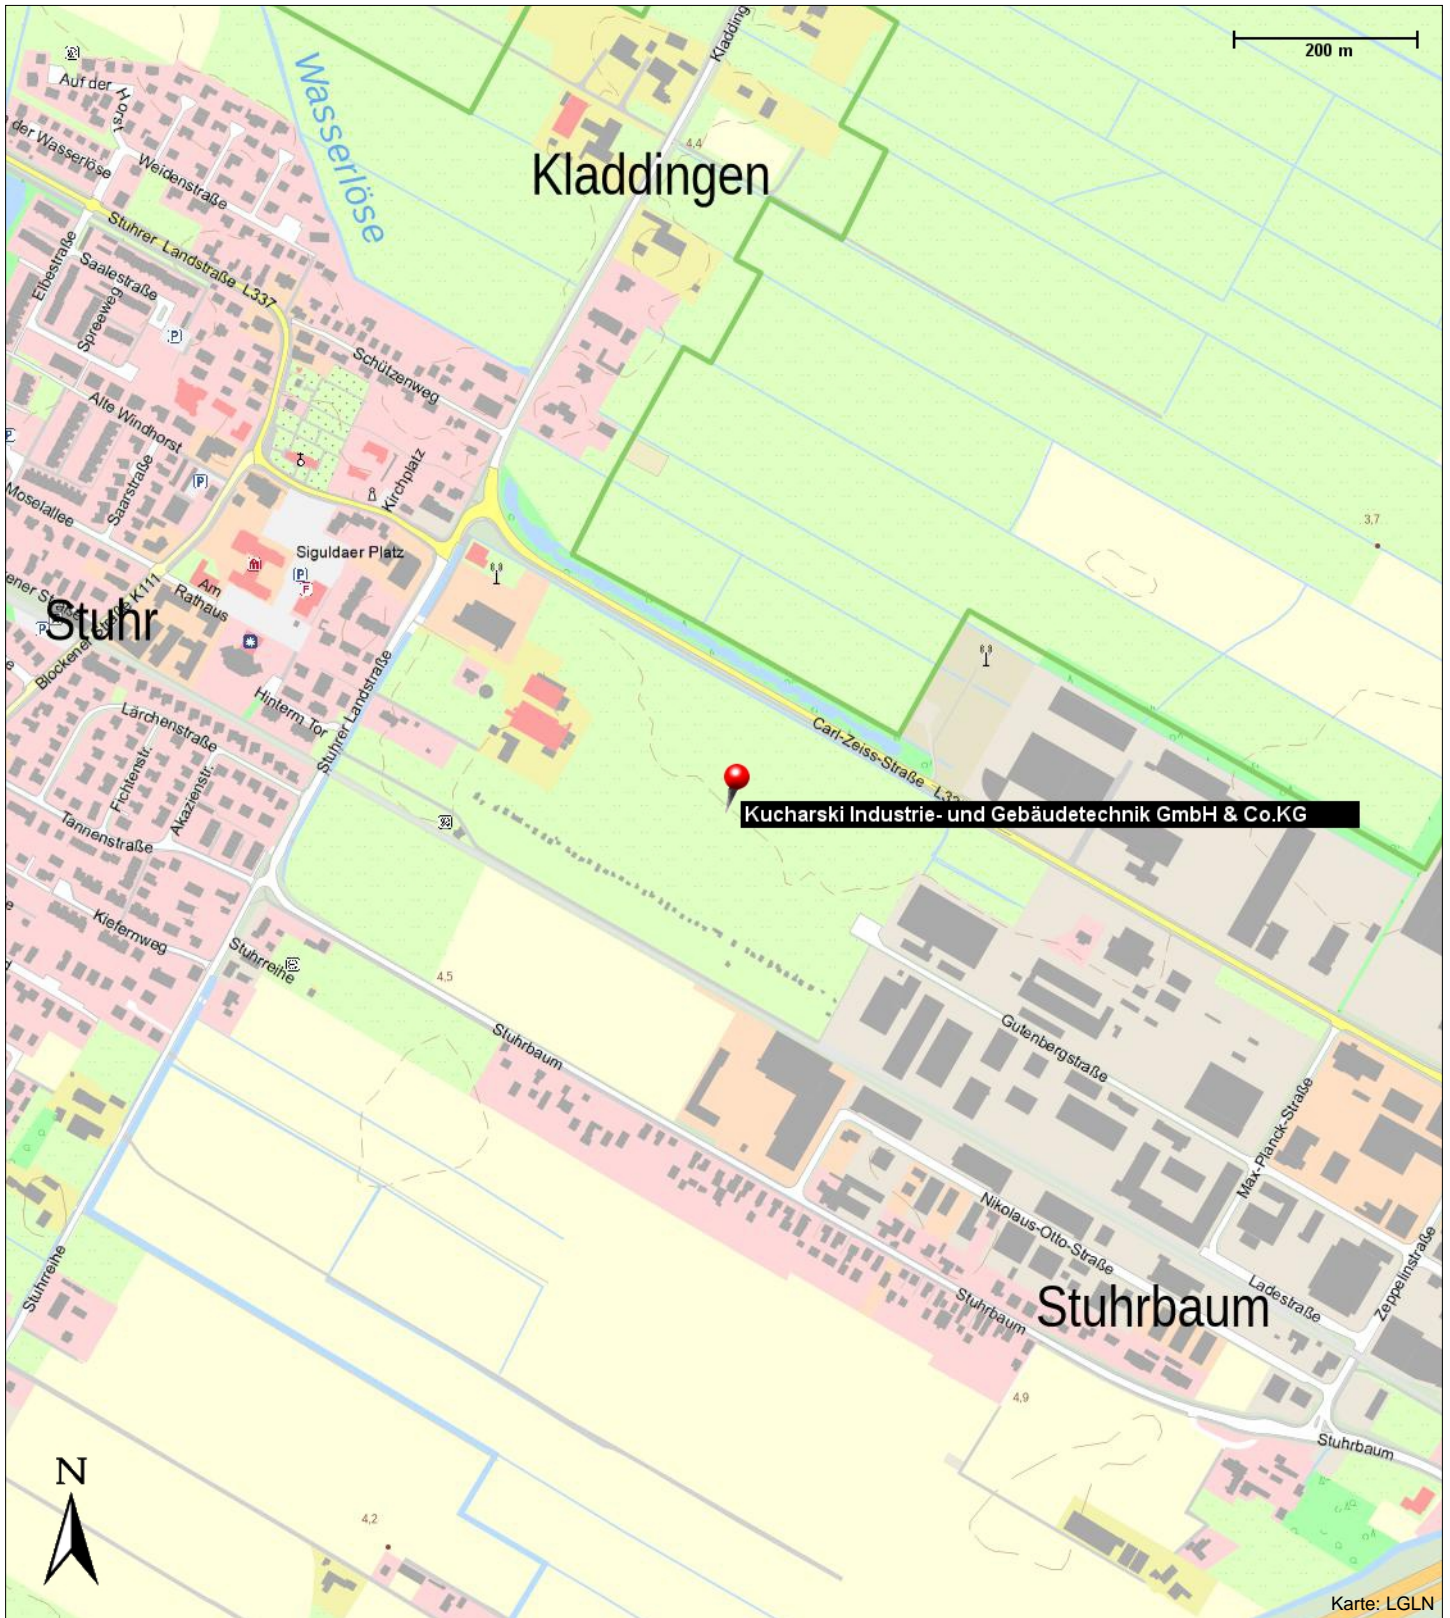 200 m
Kladding
Auf der Horst
der Wasserlöse
Weidenstraße
Wasserlöse
4,4
Kladdingen
Stuhrer Landstraße L337
Elbestraße
Saalestraße
Spreeweg
P
Schützenweg
Alte Windhorst
Saarstraße
P
P
Kirchplatz
Moselallee
3,7
Siguldaer Platz
P
F
Am
Rathaus
ener Straße
Stuhr
P
Blockener Straße K111
Hinterm Tor
Stuhrer Landstraße
Lärchenstraße
Fichtenstr.
Akazienstr.
Tannenstraße
Carl-Zeiss-Straße
Kucharski Industrie- und Gebäudetechnik GmbH & Co.KG
Kiefernweg
Stuhrreihe
4,5
Stuhrbaum
Gutenbergstraße
Max-Planck-Straße
Nikolaus-Otto-Straße
Ladestraße
Zeppelinstraße
Stuhrreihe
Stuhrbaum
Stuhrbaum
4,9
Stuhrbaum
N
4,2
Karte: LGLN